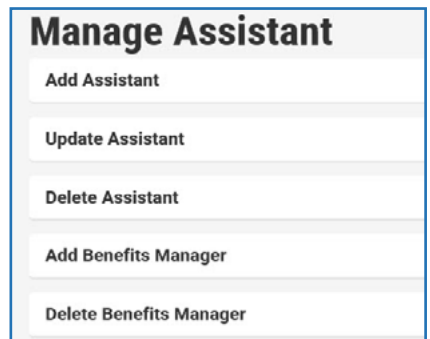 Manage Assistant
Add Assistant
Update Assistant
Delete Assistant
Add Benefits Manager
Delete Benefits Manager